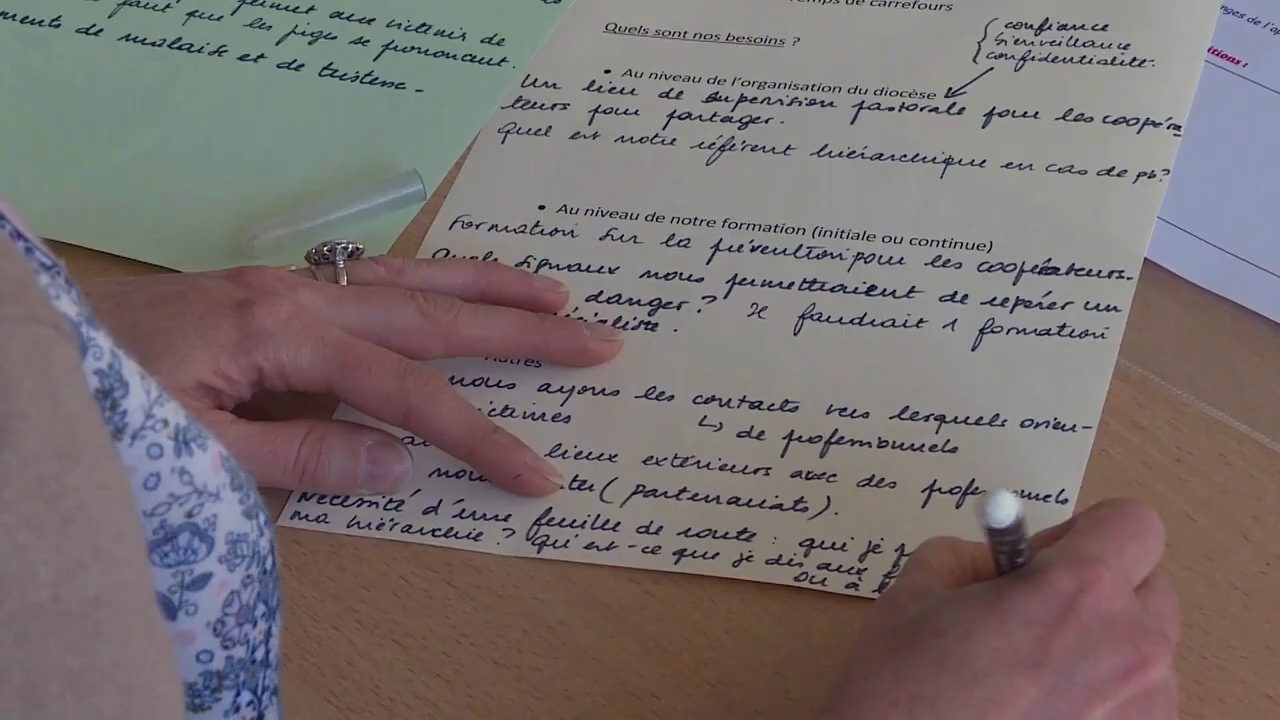 permet aux victimes de
faut que les juges se prononcent.
ments de malaise et de tristesse.
Temps de carrefours
Quels sont nos besoins ?
confiance
bienveillance
confidentialité.
• Au niveau de l'organisation du diocèse
Un lieu de supervision pastorale pour les coopéra
teurs pour partager.
Quel est notre référent hiérarchique en cas de pb?
• Au niveau de notre formation (initiale ou continue)
Formation sur la prévention pour les coopérateurs.
Quels signaux nous permettraient de repérer un
danger ? Il faudrait 1 formation
Autres
nous ayons les contacts vers lesquels orien-
victimes
↳ de professionnels
lieux extérieurs avec des professionnels
nous (partenariats).
Nécessité d'une feuille de route : qui je
ma hiérarchie ? Qu'est-ce que je dis aux
ou à